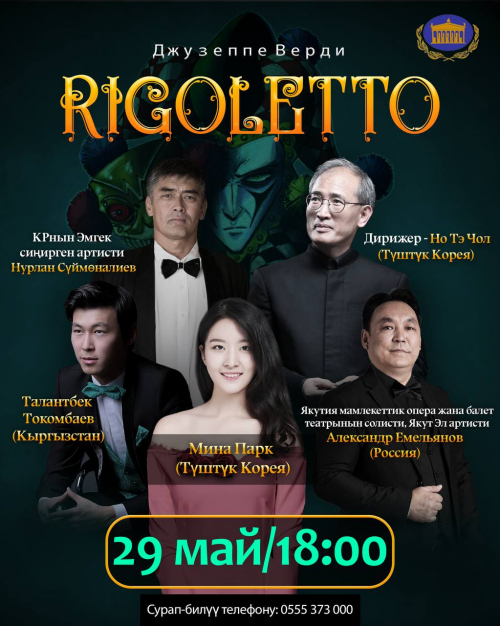 Джузеппе Верди
RIGOLETTO
КРнын Эмгек
сиңирген артисти
Нурлан Сүймөналиев
Дирижер - Но Тэ Чол
(Түштүк Корея)
Талантбек
Токомбаев
(Кыргызстан)
Мина Парк
(Түштүк Корея)
Якутия мамлекеттик опера жана балет
театрынын солисти, Якут Эл артисти
Александр Емельянов
(Россия)
29 май/18:00
Сурап-билүү телефону: 0555 373 000